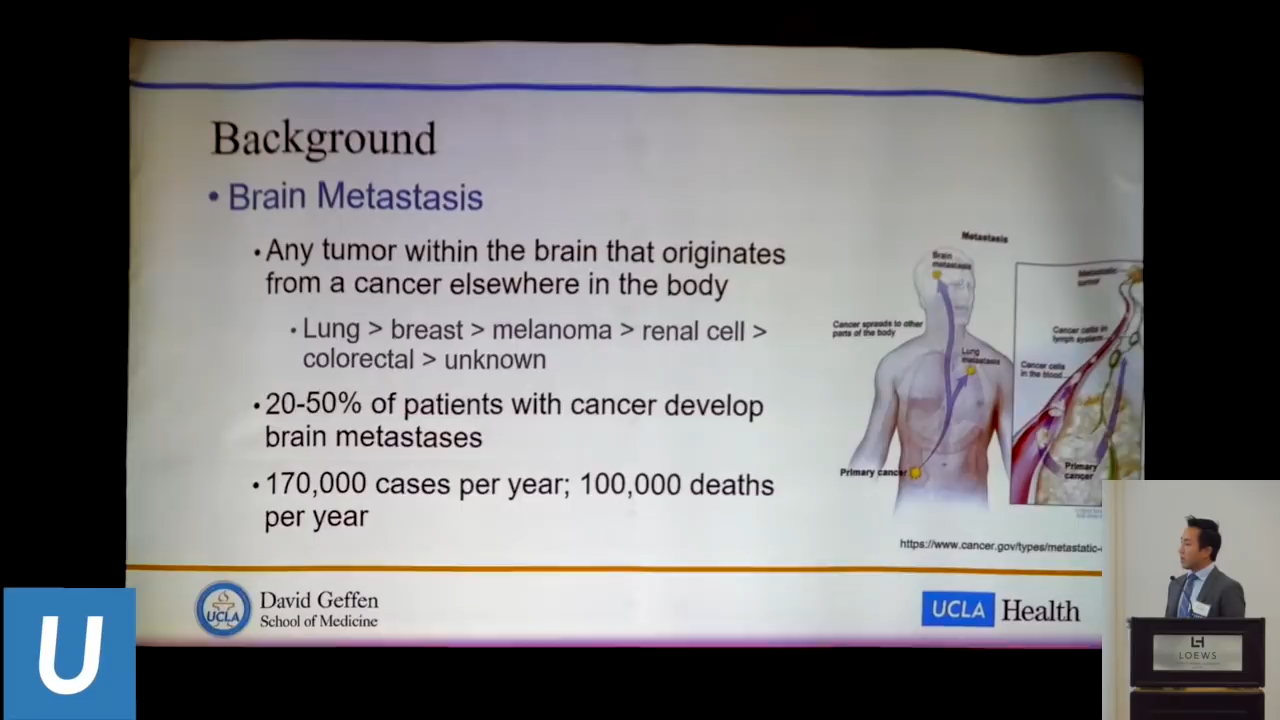 Background
• Brain Metastasis
• Any tumor within the brain that originates
from a cancer elsewhere in the body
• Lung > breast > melanoma > renal cell >
colorectal > unknown
• 20-50% of patients with cancer develop
brain metastases
• 170,000 cases per year; 100,000 deaths
per year
Metastasis
Brain
metastasis
Cancer spreads to other
parts of the body
Lung
metastasis
Primary cancer
Metastatic
tumor
Cancer cells in
lymph system
Cancer cells
in the blood
Primary
cancer
https://www.cancer.gov/types/metastatic-
UCLA
David Geffen
School of Medicine
UCLA Health
U
LOEWS